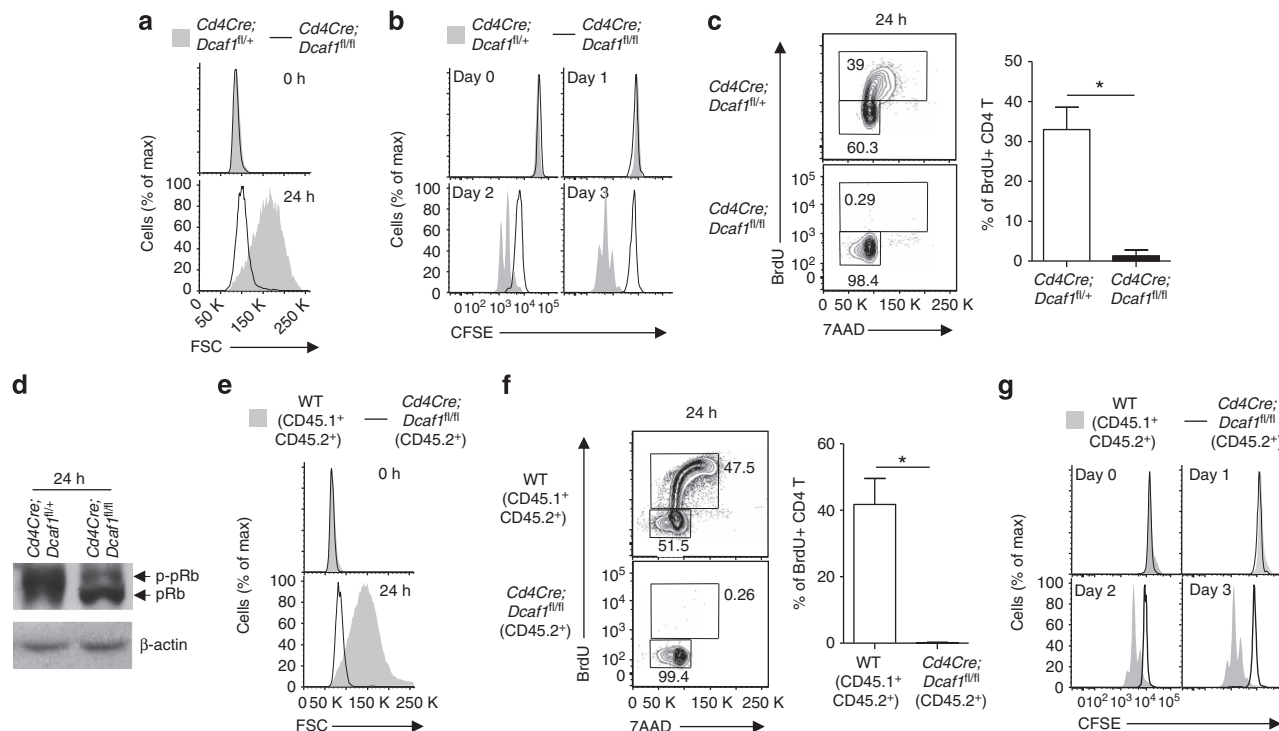 a
Cd4Cre;
Dcaf1fl/+
Cd4Cre;
Dcaf1fl/fl
0 h
24 h
Cells (% of max)
100
80
60
40
20
0
0
50 K
150 K
250 K
FSC
b
Cd4Cre;
Dcaf1fl/+
Cd4Cre;
Dcaf1fl/fl
Day 0
Day 1
Day 2
Day 3
Cells (% of max)
100
80
60
40
20
0
0 10² 10³ 10⁴ 10⁵
CFSE
c
24 h
Cd4Cre;
Dcaf1fl/+
39
60.3
Cd4Cre;
Dcaf1fl/fl
10⁵
10⁴
10³
10²
0
0.29
98.4
BrdU
0 50 K 150 K 250 K
7AAD
% of BrdU+ CD4 T
50
40
30
20
10
0
*
Cd4Cre;
Dcaf1fl/+
Cd4Cre;
Dcaf1fl/fl
d
24 h
Cd4Cre;
Dcaf1fl/+
Cd4Cre;
Dcaf1fl/fl
p-pRb
pRb
β-actin
e
WT
(CD45.1⁺
CD45.2⁺)
Cd4Cre;
Dcaf1fl/fl
(CD45.2⁺)
0 h
24 h
Cells (% of max)
100
80
60
40
20
0
0 50 K 150 K 250 K
FSC
f
24 h
WT
(CD45.1⁺
CD45.2⁺)
47.5
51.5
Cd4Cre;
Dcaf1fl/fl
(CD45.2⁺)
10⁵
10⁴
10³
10²
0
0.26
99.4
BrdU
0 50 K 150 K 250 K
7AAD
% of BrdU+ CD4 T
60
40
20
0
*
WT
(CD45.1⁺
CD45.2⁺)
Cd4Cre;
Dcaf1fl/fl
(CD45.2⁺)
g
WT
(CD45.1⁺
CD45.2⁺)
Cd4Cre;
Dcaf1fl/fl
(CD45.2⁺)
Day 0
Day 1
Day 2
Day 3
Cells (% of max)
100
80
60
40
20
0
0 10² 10³ 10⁴ 10⁵
CFSE